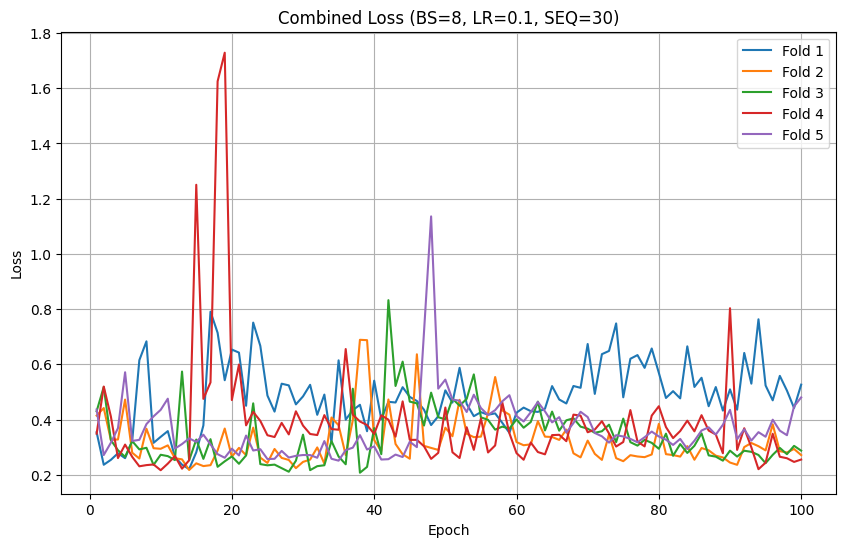 Combined Loss (BS=8, LR=0.1, SEQ=30)
1.8
1.6
1.4
1.2
1.0
0.8
0.6
0.4
0.2
Loss
Fold 1
Fold 2
Fold 3
Fold 4
Fold 5
0 20 40 60 80 100
Epoch